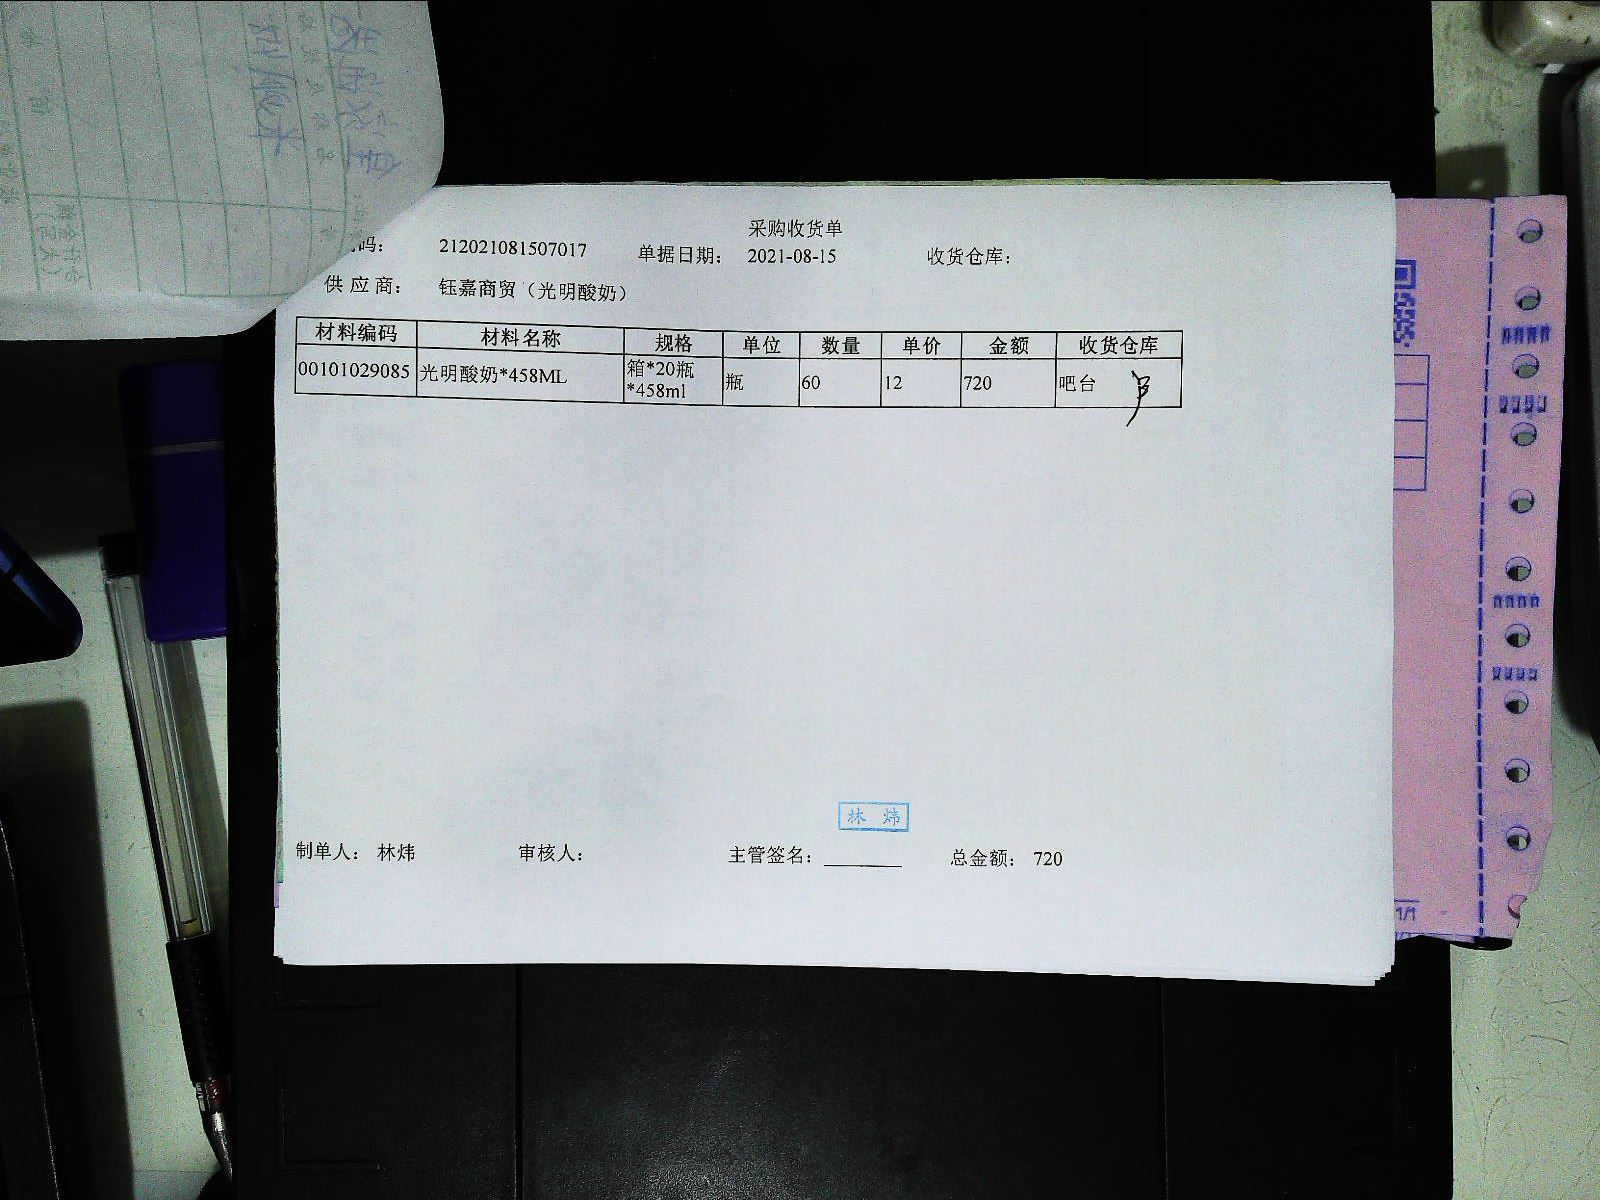 采购收货单
码： 212021081507017 单据日期： 2021-08-15 收货仓库：
供应商： 钰嘉商贸（光明酸奶）
材料编码 材料名称 规格 单位 数量 单价 金额 收货仓库
00101029085 光明酸奶*458ML 箱*20瓶 瓶 60 12 720 吧台
*458ml
林炜
制单人： 林炜 审核人： 主管签名： 总金额： 720
1/1